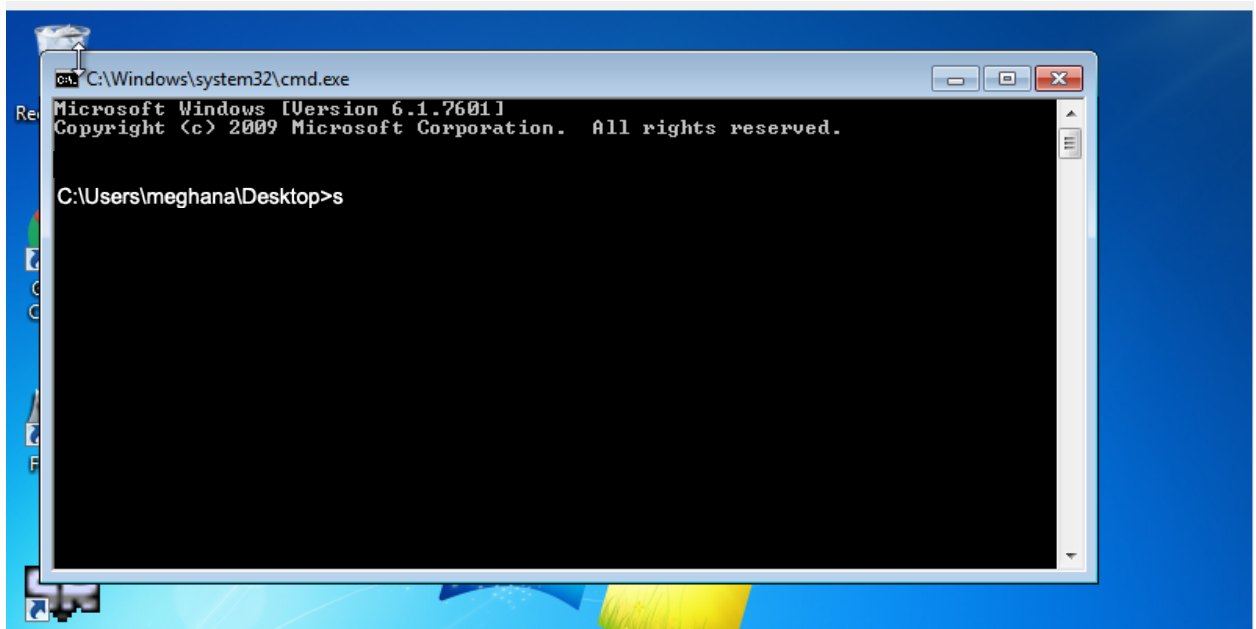 C:\Windows\system32\cmd.exe
Re
Microsoft Windows [Version 6.1.7601]
Copyright (c) 2009 Microsoft Corporation. All rights reserved.
C:\Users\meghana\Desktop>s